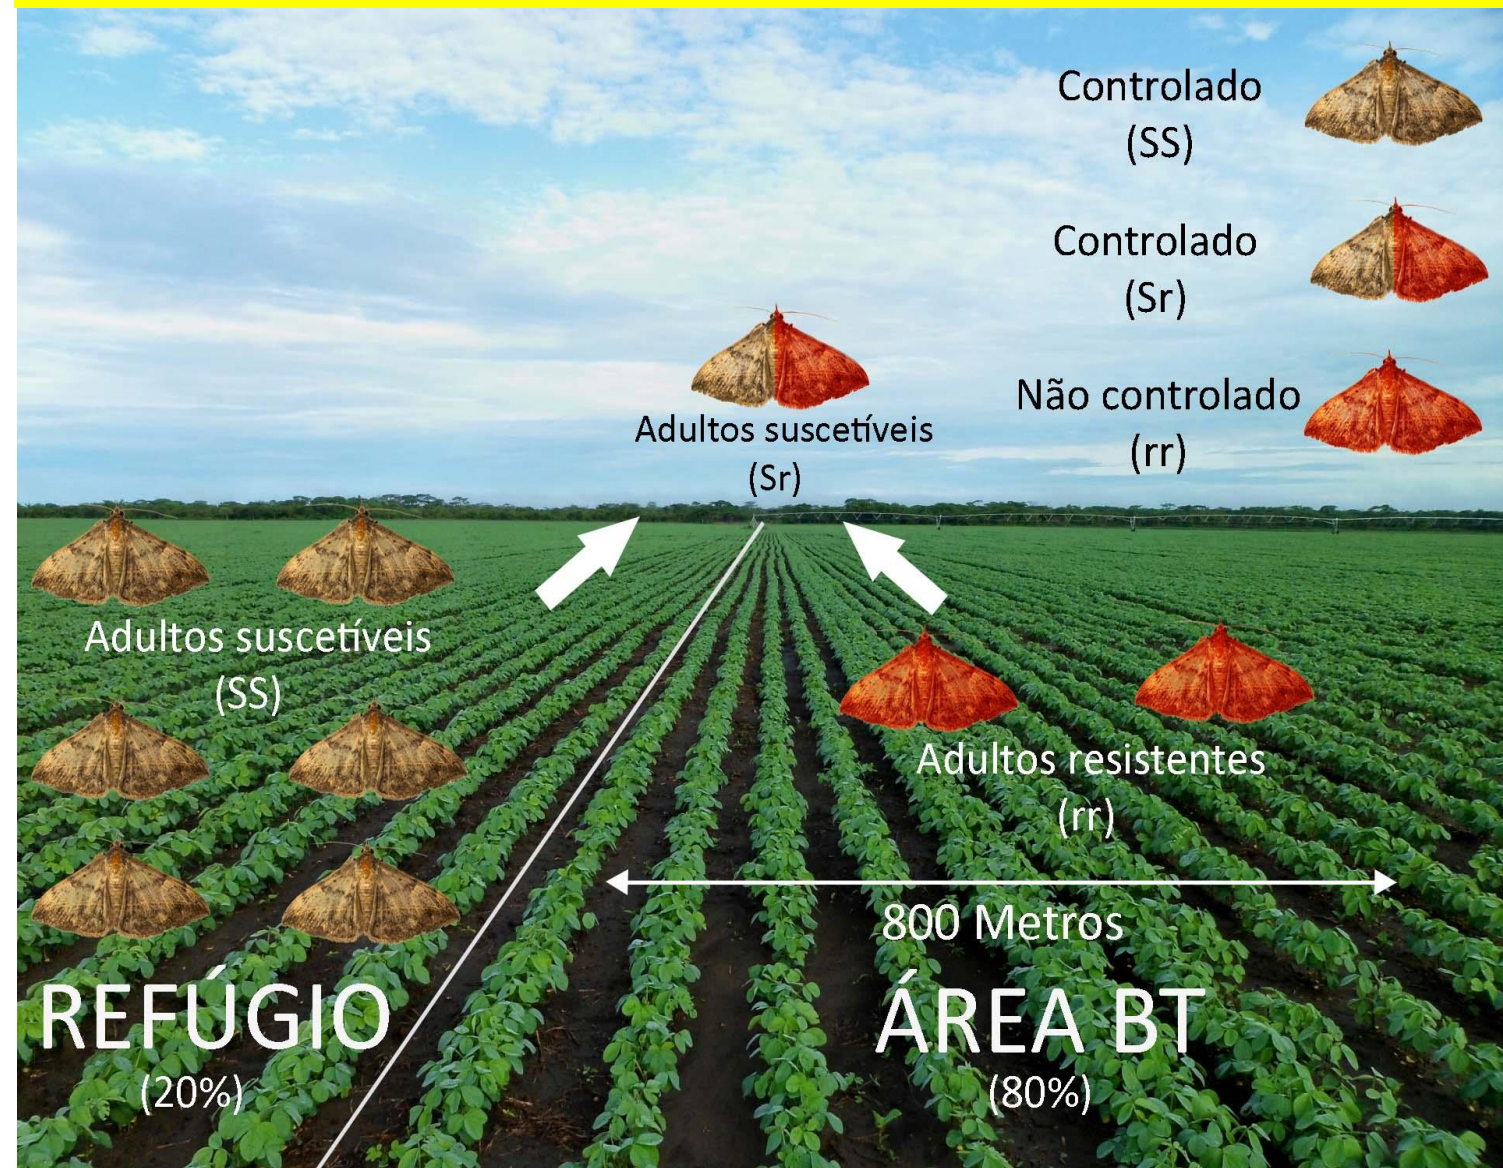 Controlado
(SS)
Controlado
(Sr)
Não controlado
(rr)
Adultos suscetíveis
(Sr)
Adultos suscetíveis
(SS)
Adultos resistentes
(rr)
800 Metros
REFÚGIO
(20%)
ÁREA BT
(80%)